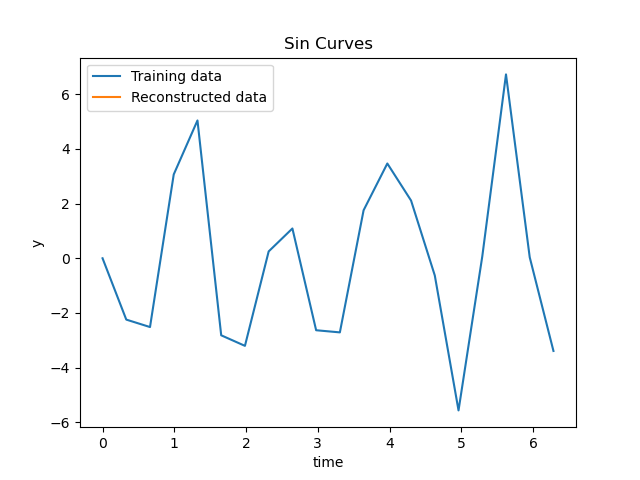 Sin Curves
Training data
Reconstructed data
6
4
2
0
−2
−4
−6
y
0 1 2 3 4 5 6
time